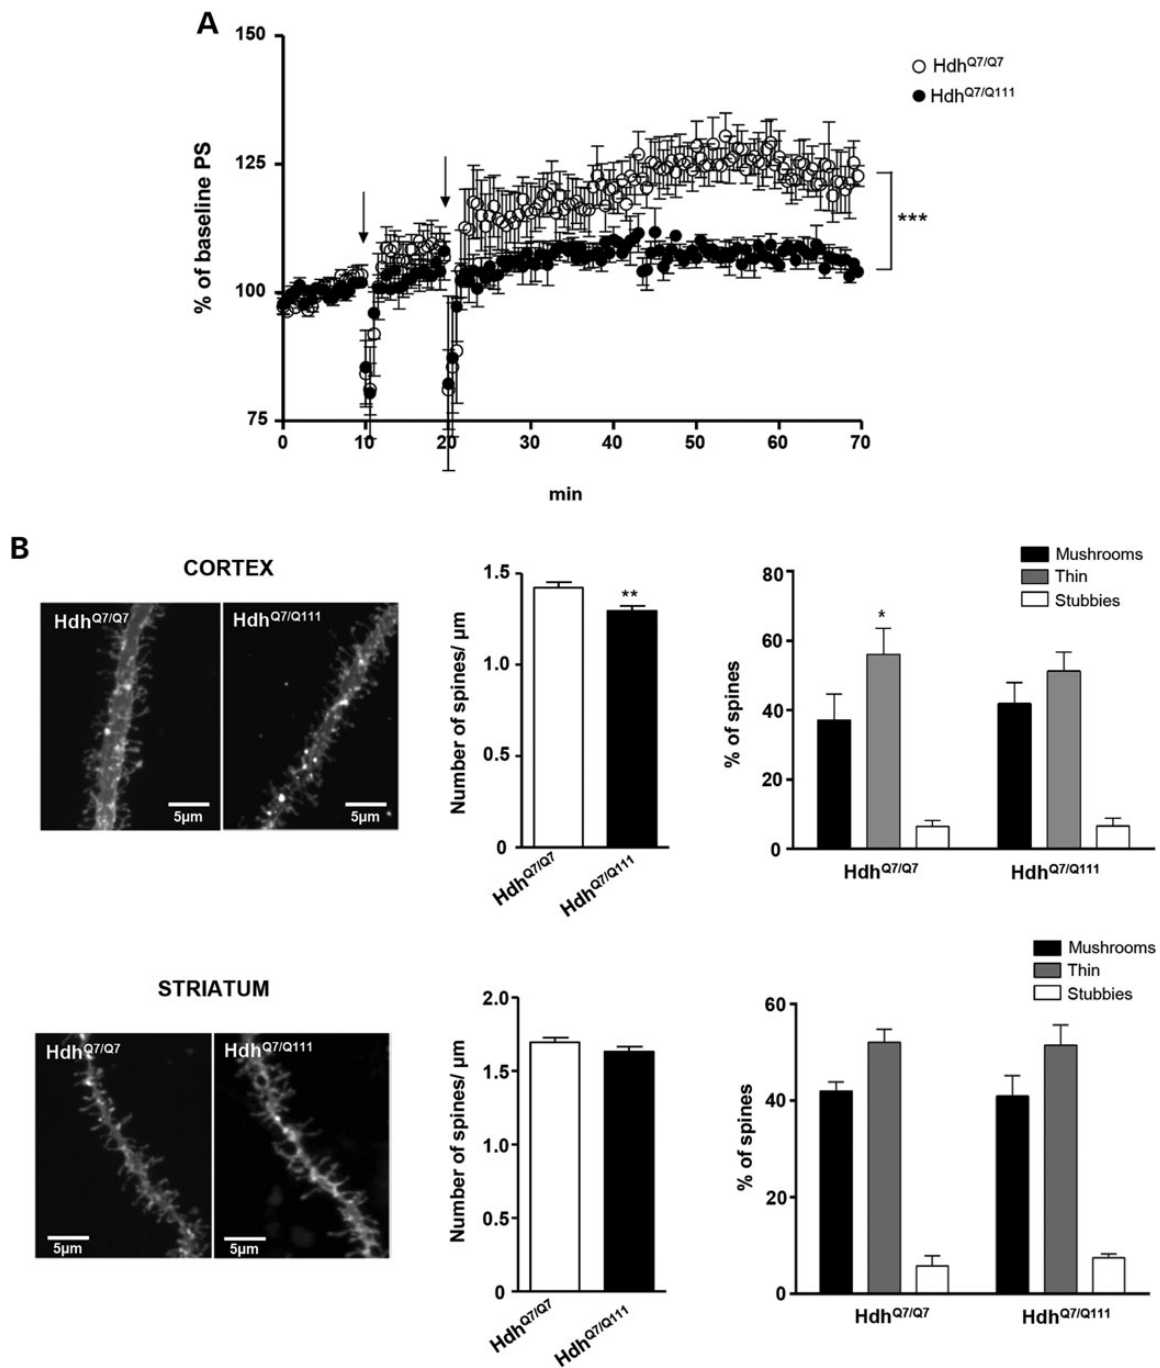 A
150
125
100
75
% of baseline PS
0 10 20 30 40 50 60 70
min
Hdh^Q7/Q7
Hdh^Q7/Q111
***
B
CORTEX
Hdh^Q7/Q7
Hdh^Q7/Q111
5µm
5µm
1.5
1.0
0.5
0
Number of spines/ µm
**
Hdh^Q7/Q7
Hdh^Q7/Q111
Mushrooms
Thin
Stubbies
80
60
40
20
0
% of spines
*
Hdh^Q7/Q7
Hdh^Q7/Q111
STRIATUM
Hdh^Q7/Q7
Hdh^Q7/Q111
5µm
5µm
2.0
1.5
1.0
0.5
0
Number of spines/ µm
Hdh^Q7/Q7
Hdh^Q7/Q111
Mushrooms
Thin
Stubbies
60
40
20
0
% of spines
Hdh^Q7/Q7
Hdh^Q7/Q111